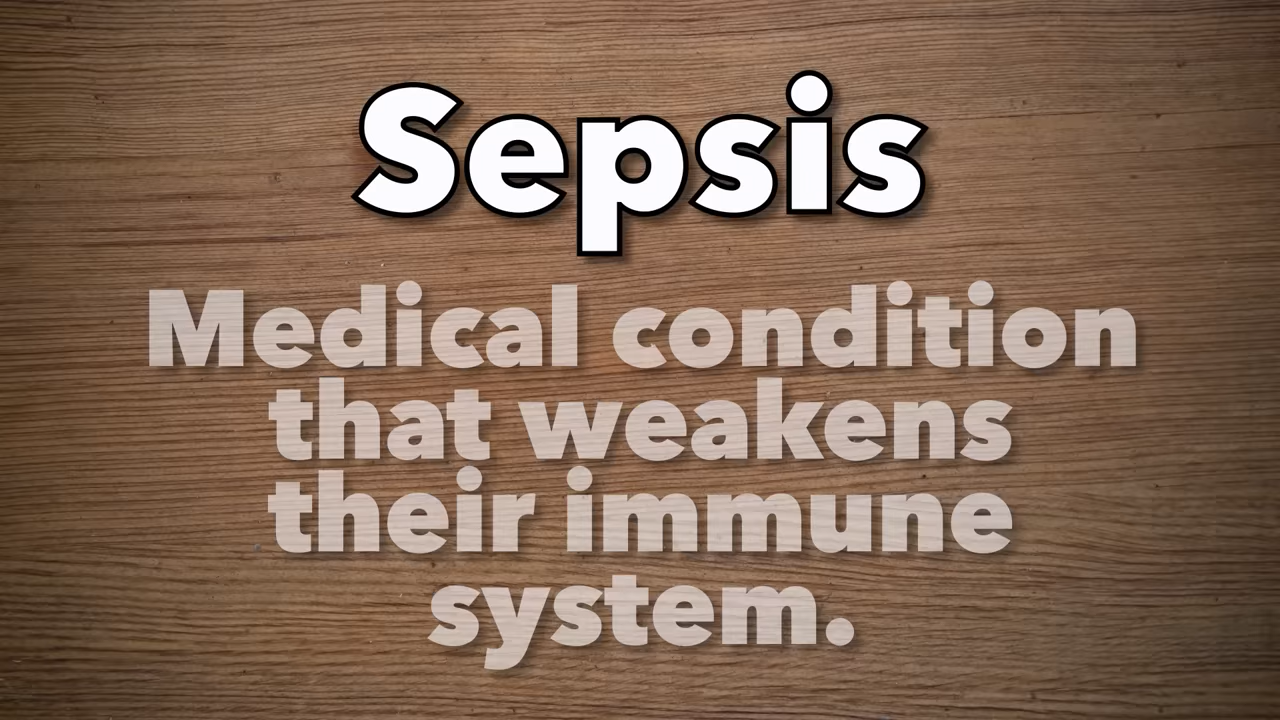 Sepsis
Medical condition
that weakens
their immune
system.